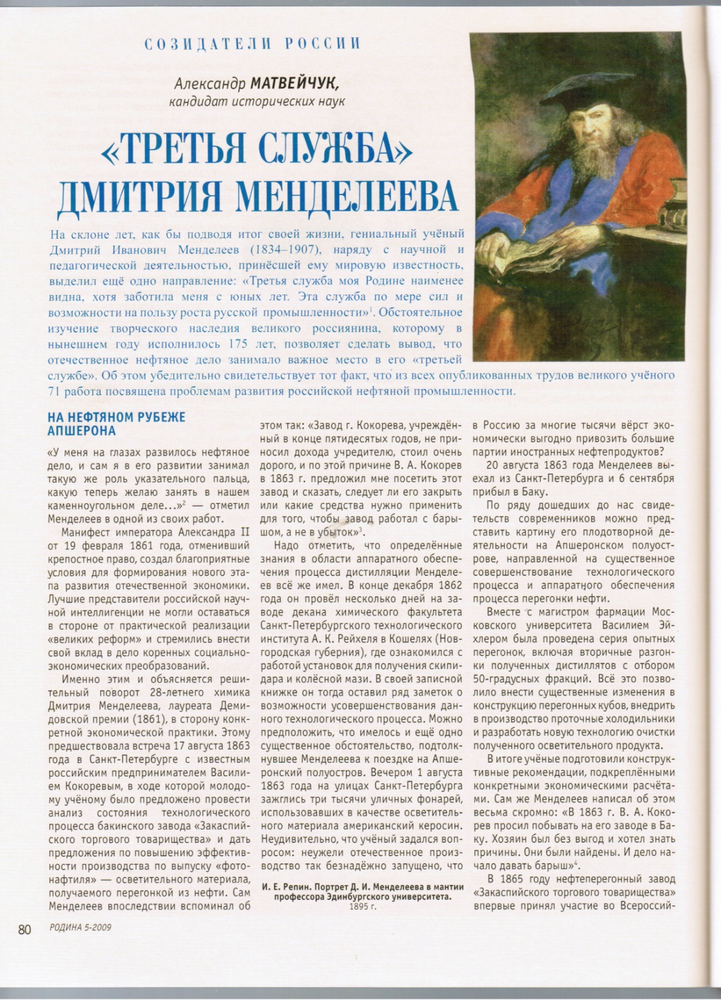 СОЗИДАТЕЛИ РОССИИ
Александр МАТВЕЙЧУК,
кандидат исторических наук
«ТРЕТЬЯ СЛУЖБА»
ДМИТРИЯ МЕНДЕЛЕЕВА
На склоне лет, как бы подводя итог своей жизни, гениальный учёный
Дмитрий Иванович Менделеев (1834–1907), наряду с научной и
педагогической деятельностью, принёсшей ему мировую известность,
выделил ещё одно направление: «Третья служба моя Родине наименее
видна, хотя заботила меня с юных лет. Эта служба по мере сил и
возможности на пользу роста русской промышленности»¹. Обстоятельное
изучение творческого наследия великого россиянина, которому в
нынешнем году исполнилось 175 лет, позволяет сделать вывод, что
отечественное нефтяное дело занимало важное место в его «третьей
службе». Об этом убедительно свидетельствует тот факт, что из всех опубликованных трудов великого учёного
71 работа посвящена проблемам развития российской нефтяной промышленности.
НА НЕФТЯНОМ РУБЕЖЕ
АПШЕРОНА
«У меня на глазах развилось нефтяное
дело, и сам я в его развитии занимал
такую же роль указательного пальца,
какую теперь желаю занять в нашем
каменноугольном деле...»² — отметил
Менделеев в одной из своих работ.
Манифест императора Александра II
от 19 февраля 1861 года, отменивший
крепостное право, создал благоприятные
условия для формирования нового эта-
па развития отечественной экономики.
Лучшие представители российской науч-
ной интеллигенции не могли оставаться
в стороне от практической реализации
«великих реформ» и стремились внести
свой вклад в дело коренных социально-
экономических преобразований.
Именно этим и объясняется реши-
тельный поворот 28-летнего химика
Дмитрия Менделеева, лауреата Деми-
довской премии (1861), в сторону конк-
ретной экономической практики. Этому
предшествовала встреча 17 августа 1863
года в Санкт-Петербурге с известным
российским предпринимателем Васили-
ем Кокоревым, в ходе которой молодо-
му учёному было предложено провести
анализ состояния технологического
процесса бакинского завода «Закаспий-
ского торгового товарищества» и дать
предложения по повышению эффектив-
ности производства по выпуску «фото-
нафтиля» — осветительного материала,
получаемого перегонкой из нефти. Сам
Менделеев впоследствии вспоминал об
этом так: «Завод г. Кокорева, учреждён-
ный в конце пятидесятых годов, не при-
носил дохода учредителю, стоил очень
дорого, и по этой причине В. А. Кокорев
в 1863 г. предложил мне посетить этот
завод и сказать, следует ли его закрыть
или какие средства нужно применить
для того, чтобы завод работал с бары-
шом, а не в убыток»³.
Надо отметить, что определённые
знания в области аппаратного обеспе-
чения процесса дистилляции Менделе-
ев всё же имел. В конце декабря 1862
года он провёл несколько дней на за-
воде декана химического факультета
Санкт-Петербургского технологического
института А. К. Рейхеля в Кошелях (Нов-
городская губерния), где ознакомился с
работой установок для получения скипи-
дара и колёсной мази. В своей записной
книжке он тогда оставил ряд заметок о
возможности усовершенствования дан-
ного технологического процесса. Можно
предположить, что имелось и ещё одно
существенное обстоятельство, подтолк-
нувшее Менделеева к поездке на Апше-
ронский полуостров. Вечером 1 августа
1863 года на улицах Санкт-Петербурга
зажглись три тысячи уличных фонарей,
использовавших в качестве осветитель-
ного материала американский керосин.
Неудивительно, что учёный задался воп-
росом: неужели отечественное произ-
водство так безнадёжно запущено, что
И. Е. Репин. Портрет Д. И. Менделеева в мантии
профессора Эдинбургского университета.
1895 г.
в Россию за многие тысячи вёрст эко-
номически выгодно привозить большие
партии иностранных нефтепродуктов?
20 августа 1863 года Менделеев вы-
ехал из Санкт-Петербурга и 6 сентября
прибыл в Баку.
По ряду дошедших до нас свиде-
тельств современников можно пред-
ставить картину его плодотворной де-
ятельности на Апшеронском полуост-
рове, направленной на существенное
совершенствование технологического
процесса и аппаратного обеспечения
процесса перегонки нефти.
Вместе с магистром фармации Мос-
ковского университета Василием Эй-
хлером была проведена серия опытных
перегонок, включая вторичные разгон-
ки полученных дистиллятов с отбором
50-градусных фракций. Всё это позво-
лило внести существенные изменения в
конструкцию перегонных кубов, внедрить
в производство проточные холодильники
и разработать новую технологию очистки
полученного осветительного продукта.
В итоге учёные подготовили конструк-
тивные рекомендации, подкреплёнными
конкретными экономическими расчёта-
ми. Сам же Менделеев написал об этом
весьма скромно: «В 1863 г. В. А. Коко-
рев просил побывать на его заводе в Ба-
ку. Хозяин был без выгод и хотел знать
причины. Они были найдены. И дело на-
чало давать барыш»⁴.
В 1865 году нефтеперегонный завод
«Закаспийского торгового товарищества»
впервые принял участие во Всероссий-
80 РОДИНА 5-2009